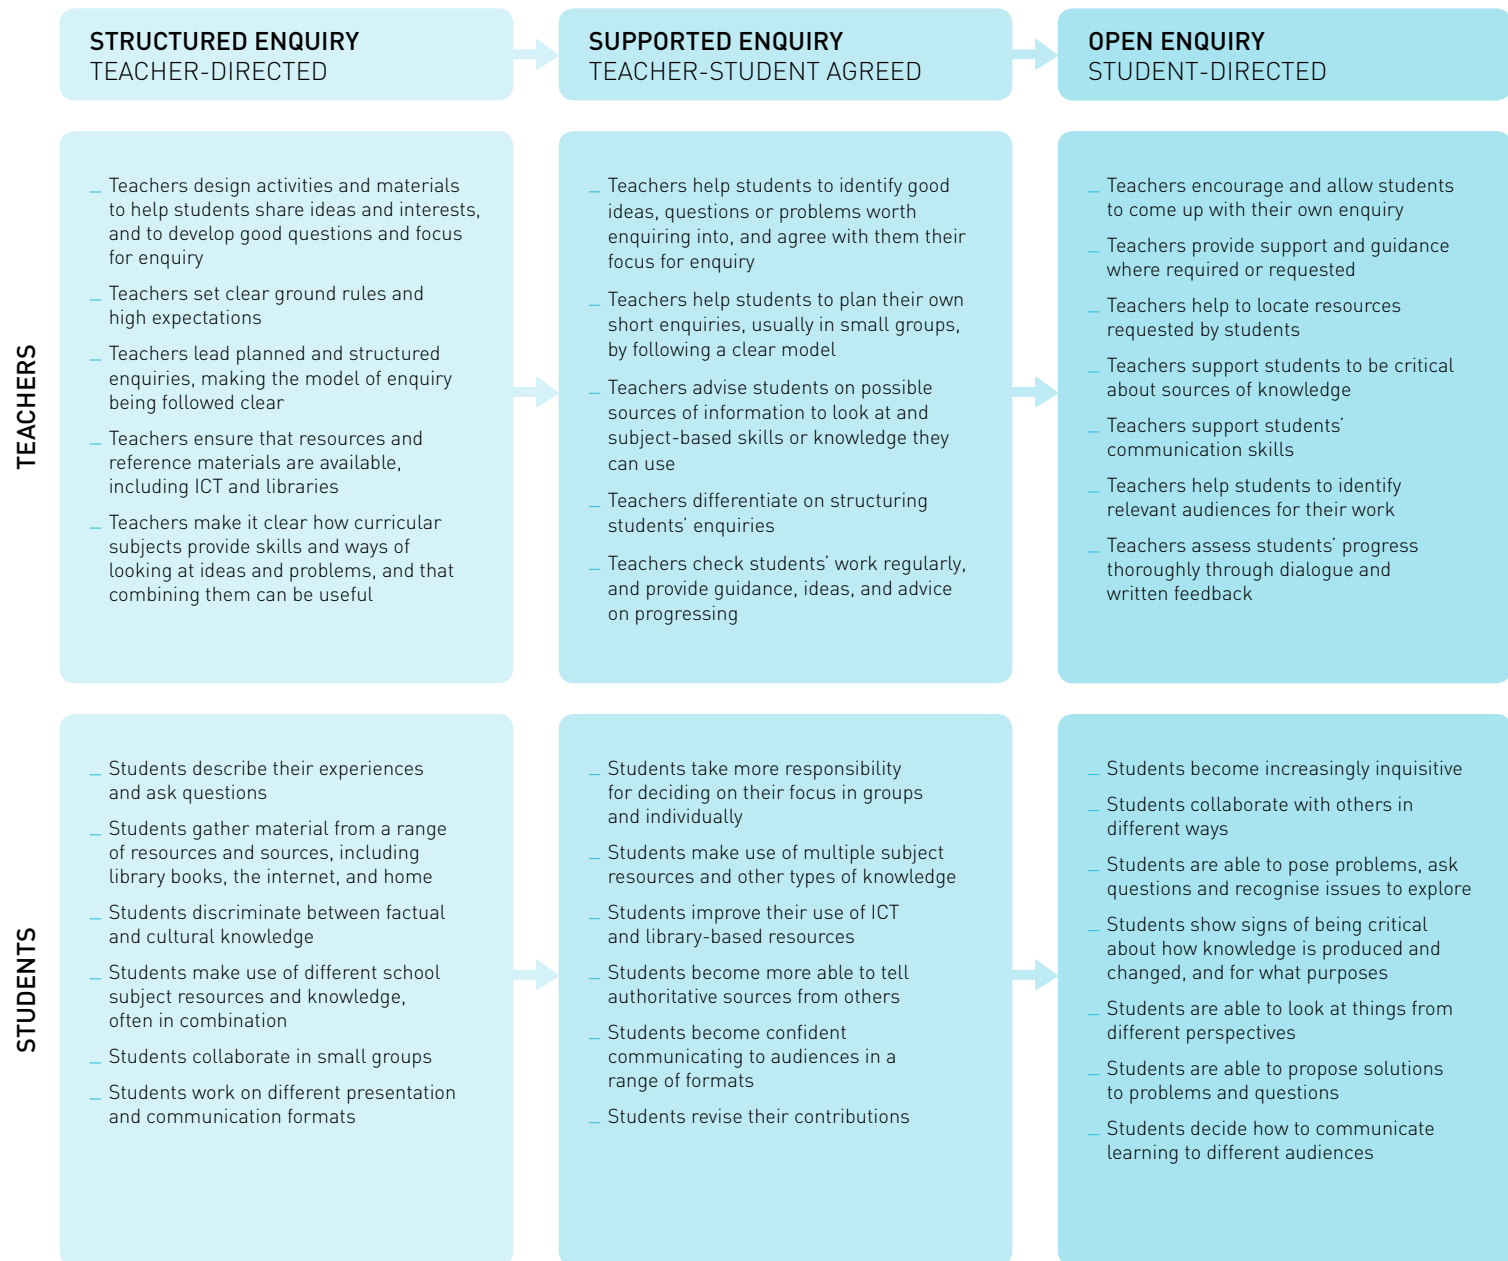 STRUCTURED ENQUIRY
TEACHER-DIRECTED
SUPPORTED ENQUIRY
TEACHER-STUDENT AGREED
OPEN ENQUIRY
STUDENT-DIRECTED
TEACHERS
_ Teachers design activities and materials
to help students share ideas and interests,
and to develop good questions and focus
for enquiry
_ Teachers set clear ground rules and
high expectations
_ Teachers lead planned and structured
enquiries, making the model of enquiry
being followed clear
_ Teachers ensure that resources and
reference materials are available,
including ICT and libraries
_ Teachers make it clear how curricular
subjects provide skills and ways of
looking at ideas and problems, and that
combining them can be useful
_ Teachers help students to identify good
ideas, questions or problems worth
enquiring into, and agree with them their
focus for enquiry
_ Teachers help students to plan their own
short enquiries, usually in small groups,
by following a clear model
_ Teachers advise students on possible
sources of information to look at and
subject-based skills or knowledge they
can use
_ Teachers differentiate on structuring
students' enquiries
_ Teachers check students' work regularly,
and provide guidance, ideas, and advice
on progressing
_ Teachers encourage and allow students
to come up with their own enquiry
_ Teachers provide support and guidance
where required or requested
_ Teachers help to locate resources
requested by students
_ Teachers support students to be critical
about sources of knowledge
_ Teachers support students'
communication skills
_ Teachers help students to identify
relevant audiences for their work
_ Teachers assess students' progress
thoroughly through dialogue and
written feedback
STUDENTS
_ Students describe their experiences
and ask questions
_ Students gather material from a range
of resources and sources, including
library books, the internet, and home
_ Students discriminate between factual
and cultural knowledge
_ Students make use of different school
subject resources and knowledge,
often in combination
_ Students collaborate in small groups
_ Students work on different presentation
and communication formats
_ Students take more responsibility
for deciding on their focus in groups
and individually
_ Students make use of multiple subject
resources and other types of knowledge
_ Students improve their use of ICT
and library-based resources
_ Students become more able to tell
authoritative sources from others
_ Students become confident
communicating to audiences in a
range of formats
_ Students revise their contributions
_ Students become increasingly inquisitive
_ Students collaborate with others in
different ways
_ Students are able to pose problems, ask
questions and recognise issues to explore
_ Students show signs of being critical
about how knowledge is produced and
changed, and for what purposes
_ Students are able to look at things from
different perspectives
_ Students are able to propose solutions
to problems and questions
_ Students decide how to communicate
learning to different audiences